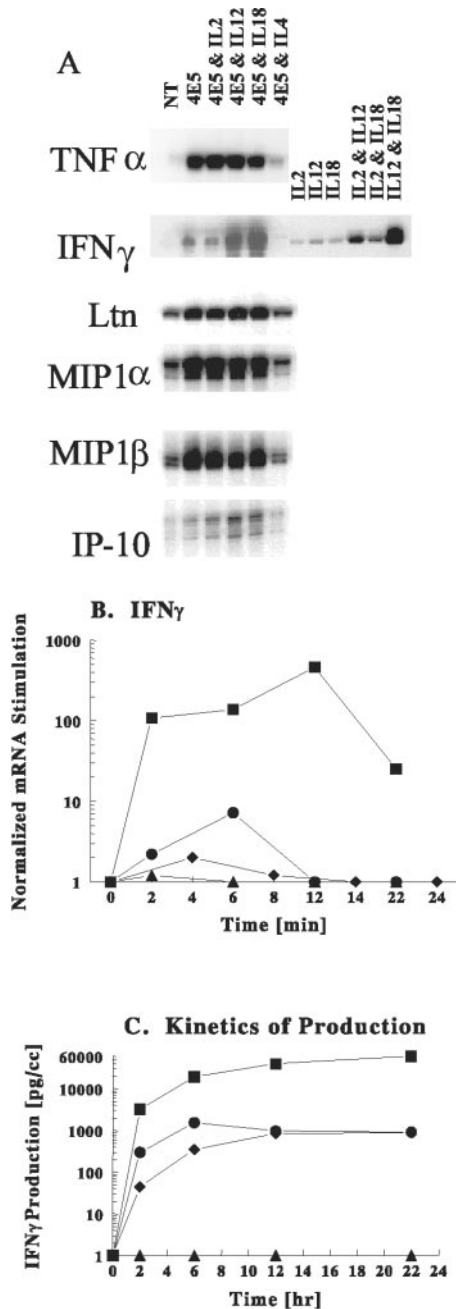 A
NT
4E5
4E5 & IL2
4E5 & IL12
4E5 & IL18
4E5 & IL4
TNF α
IL2
IL12
IL18
IL2 & IL12
IL2 & IL18
IL12 & IL18
IFNγ
Ltn
MIP1α
MIP1β
IP-10
B. IFNγ
Normalized mRNA Stimulation
1000
100
10
1
0 2 4 6 8 12 14 22 24
Time [min]
C. Kinetics of Production
IFNγ Production [pg/cc]
60000
10000
1000
100
10
1
0 2 4 6 8 10 12 14 16 18 20 22 24
Time [hr]